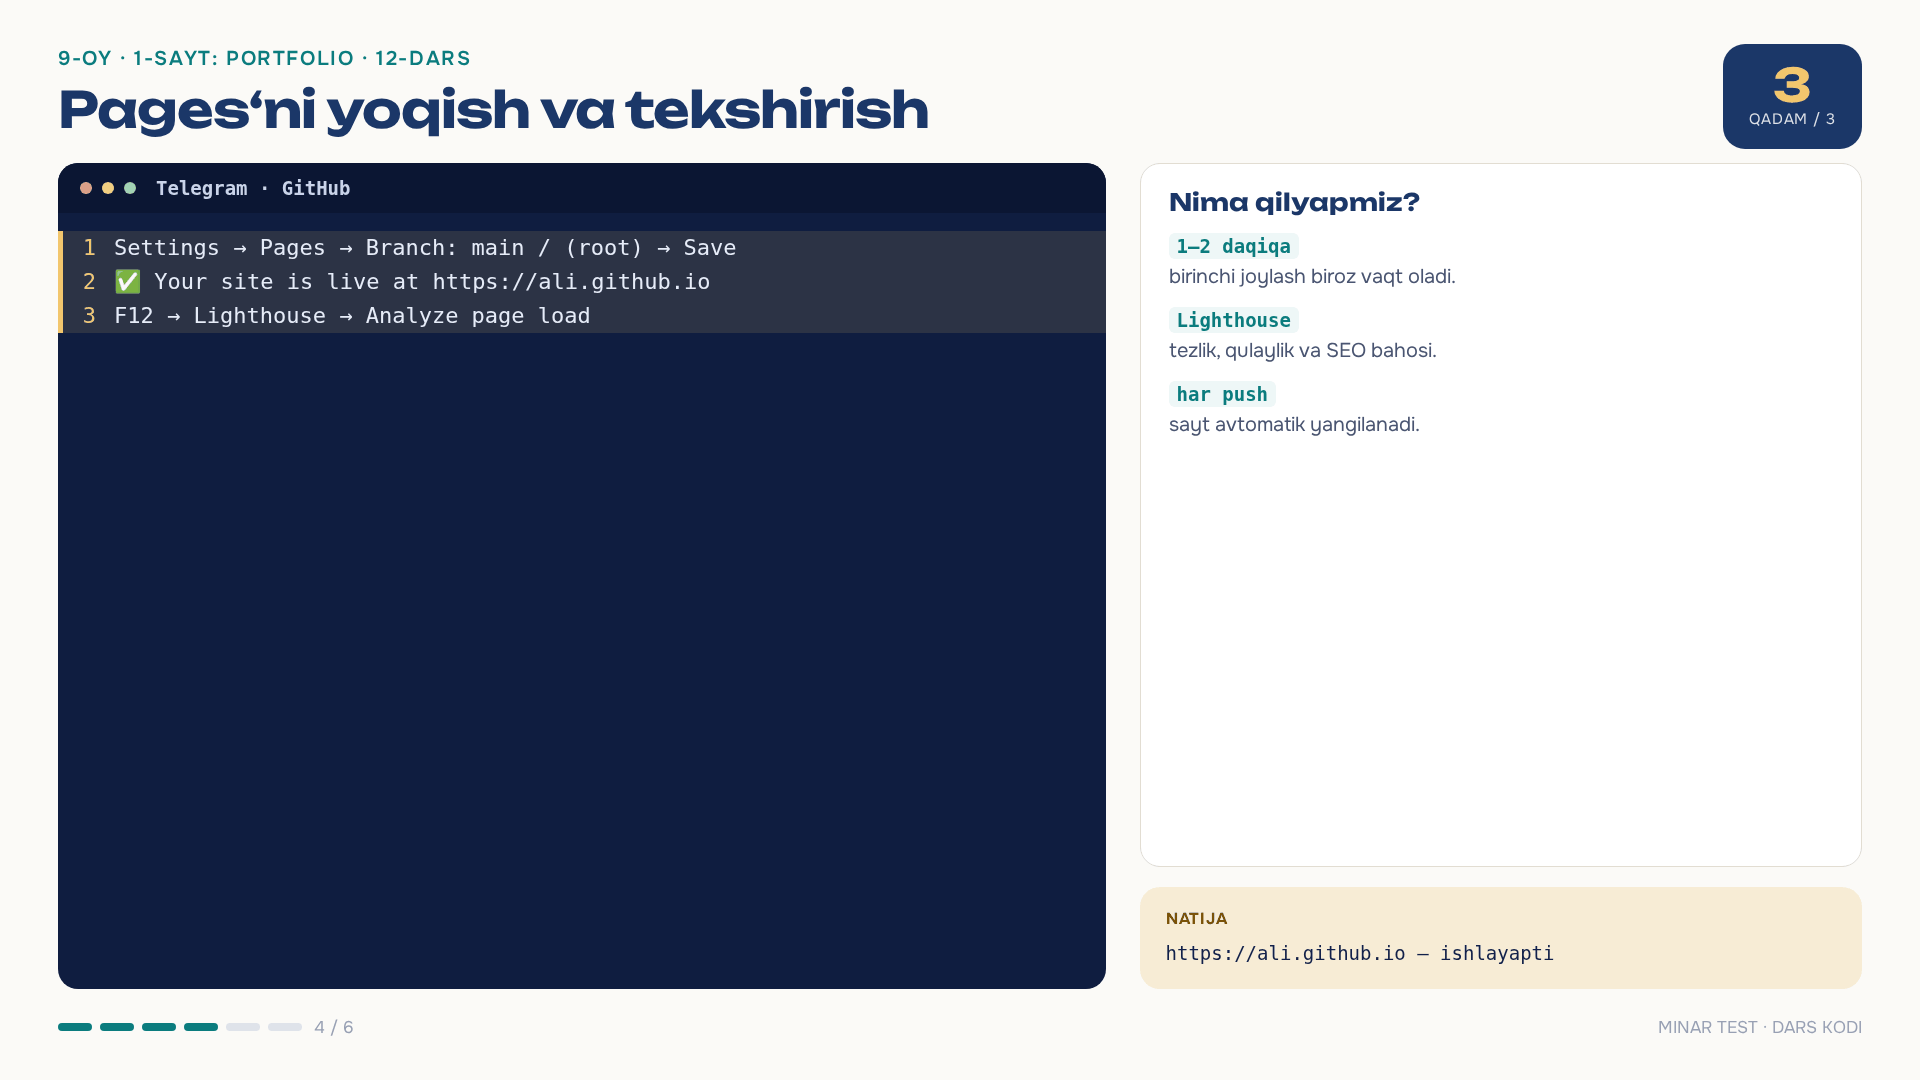 9-OY · 1-SAYT: PORTFOLIO · 12-DARS
Pages‘ni yoqish va tekshirish
3
QADAM / 3
Telegram · GitHub
1 Settings → Pages → Branch: main / (root) → Save
2 ✅ Your site is live at https://ali.github.io
3 F12 → Lighthouse → Analyze page load
Nima qilyapmiz?
1–2 daqiqa
birinchi joylash biroz vaqt oladi.
Lighthouse
tezlik, qulaylik va SEO bahosi.
har push
sayt avtomatik yangilanadi.
NATIJA
https://ali.github.io — ishlayapti
4 / 6
MINAR TEST · DARS KODI